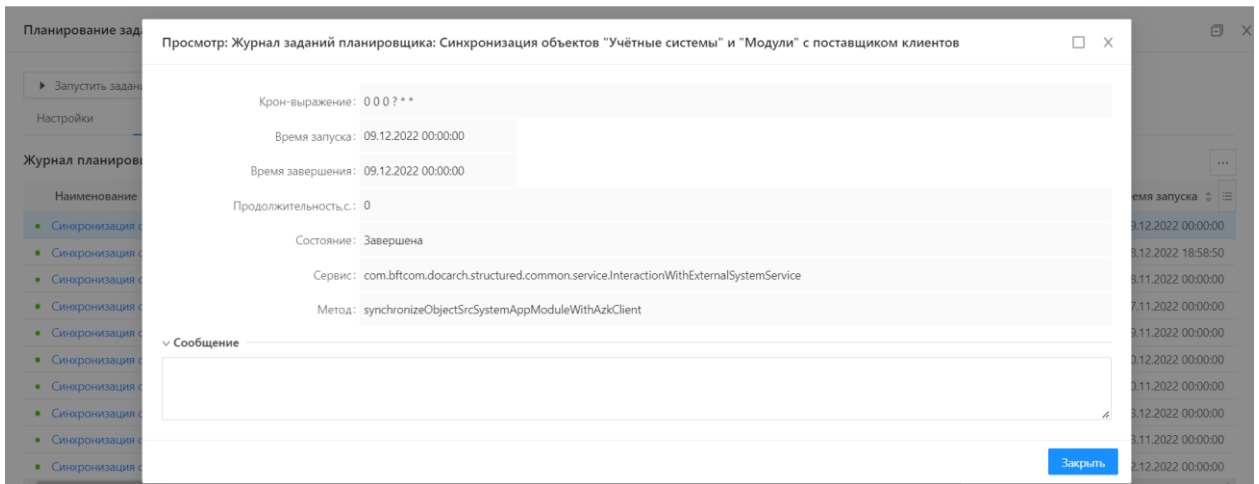 Планирование зад
Просмотр: Журнал заданий планировщика: Синхронизация объектов "Учётные системы" и "Модули" с поставщиком клиентов
Запустить задан
Крон-выражение: 0 0 0 ? * *
Настройки
Время запуска: 09.12.2022 00:00:00
Журнал планиров
Время завершения: 09.12.2022 00:00:00
Наименование
Продолжительность,с.: 0
емя запуска
Синхронизация
9.12.2022 00:00:00
Состояние: Завершена
Синхронизация
8.12.2022 18:58:50
Сервис: com.bftcom.docarch.structured.common.service.InteractionWithExternalSystemService
Синхронизация
8.11.2022 00:00:00
Метод: synchronizeObjectSrcSystemAppModuleWithAzkClient
Синхронизация
7.11.2022 00:00:00
Сообщение
Синхронизация
9.11.2022 00:00:00
Синхронизация
0.12.2022 00:00:00
Синхронизация
0.11.2022 00:00:00
Синхронизация
3.12.2022 00:00:00
Синхронизация
3.11.2022 00:00:00
Закрыть
Синхронизация
2.12.2022 00:00:00